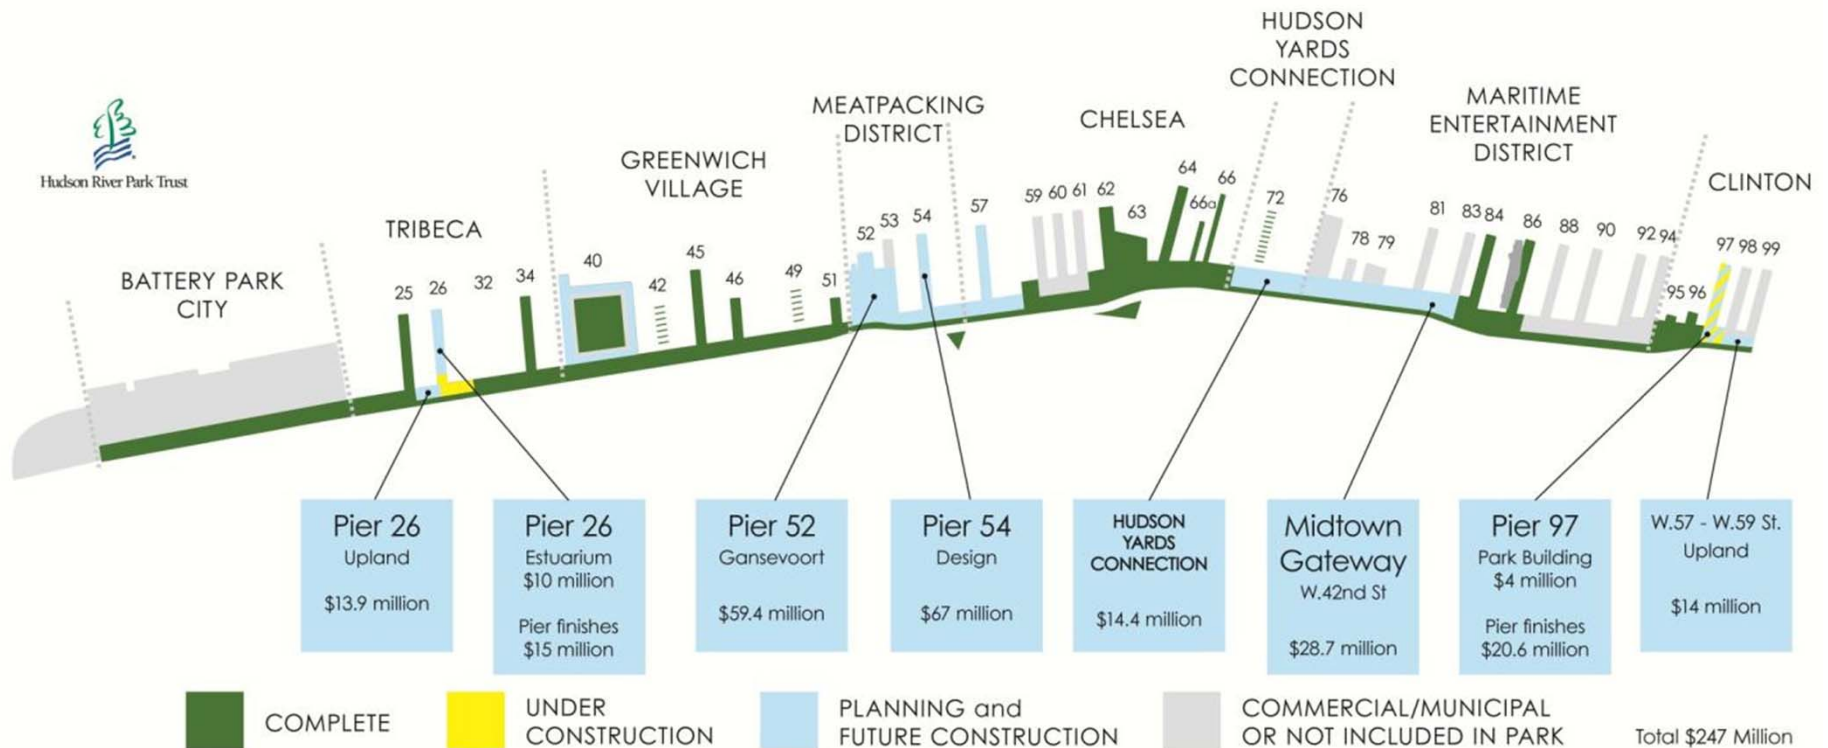 HUDSON
YARDS
CONNECTION
MARITIME
ENTERTAINMENT
DISTRICT
MEATPACKING
DISTRICT
CHELSEA
GREENWICH
VILLAGE
CLINTON
TRIBECA
BATTERY PARK
CITY
Hudson River Park Trust
25
26
32
34
40
42
45
46
49
51
52
53
54
57
59
60
61
62
63
64
66a
66
72
76
78
79
81
83
84
86
88
90
92
94
95
96
97
98
99
Pier 26
Upland
$13.9 million
Pier 26
Estuarium
$10 million
Pier finishes
$15 million
Pier 52
Gansevoort
$59.4 million
Pier 54
Design
$67 million
HUDSON
YARDS
CONNECTION
$14.4 million
Midtown
Gateway
W.42nd St
$28.7 million
Pier 97
Park Building
$4 million
Pier finishes
$20.6 million
W.57 - W.59 St.
Upland
$14 million
COMPLETE
UNDER
CONSTRUCTION
PLANNING and
FUTURE CONSTRUCTION
COMMERCIAL/MUNICIPAL
OR NOT INCLUDED IN PARK
Total $247 Million